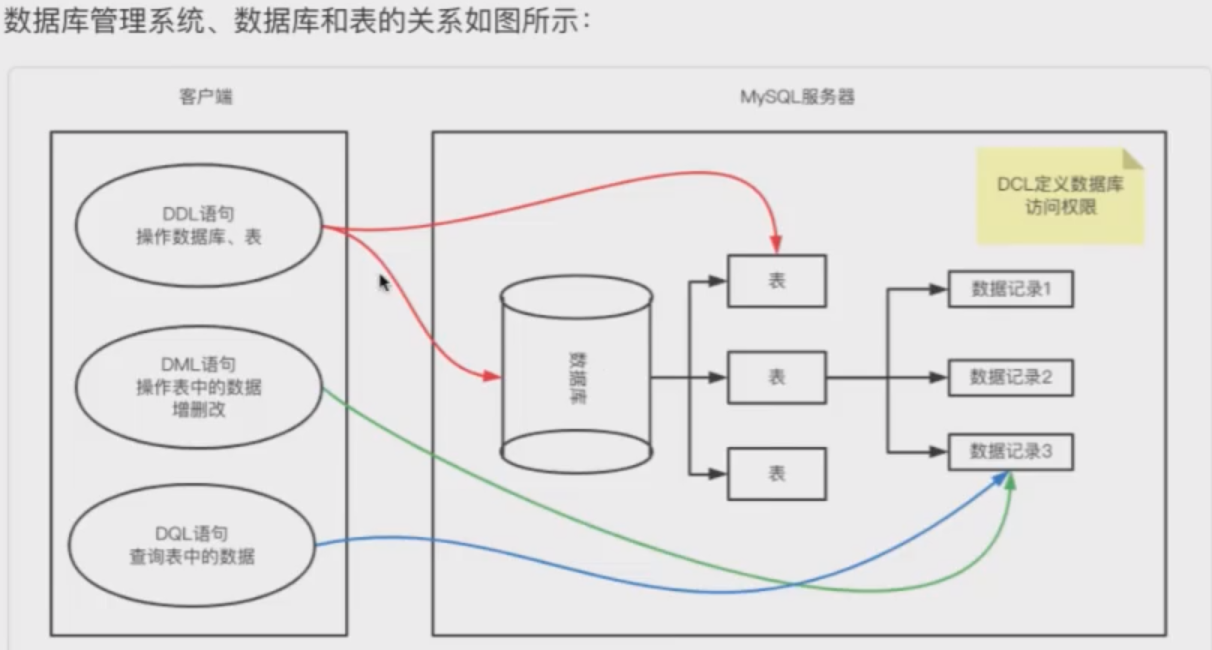 数据库管理系统、数据库和表的关系如图所示：
客户端
MySQL服务器
DDL语句
操作数据库、表
DML语句
操作表中的数据
增删改
DQL语句
查询表中的数据
数据库
表
表
表
数据记录1
数据记录2
数据记录3
DCL定义数据库
访问权限